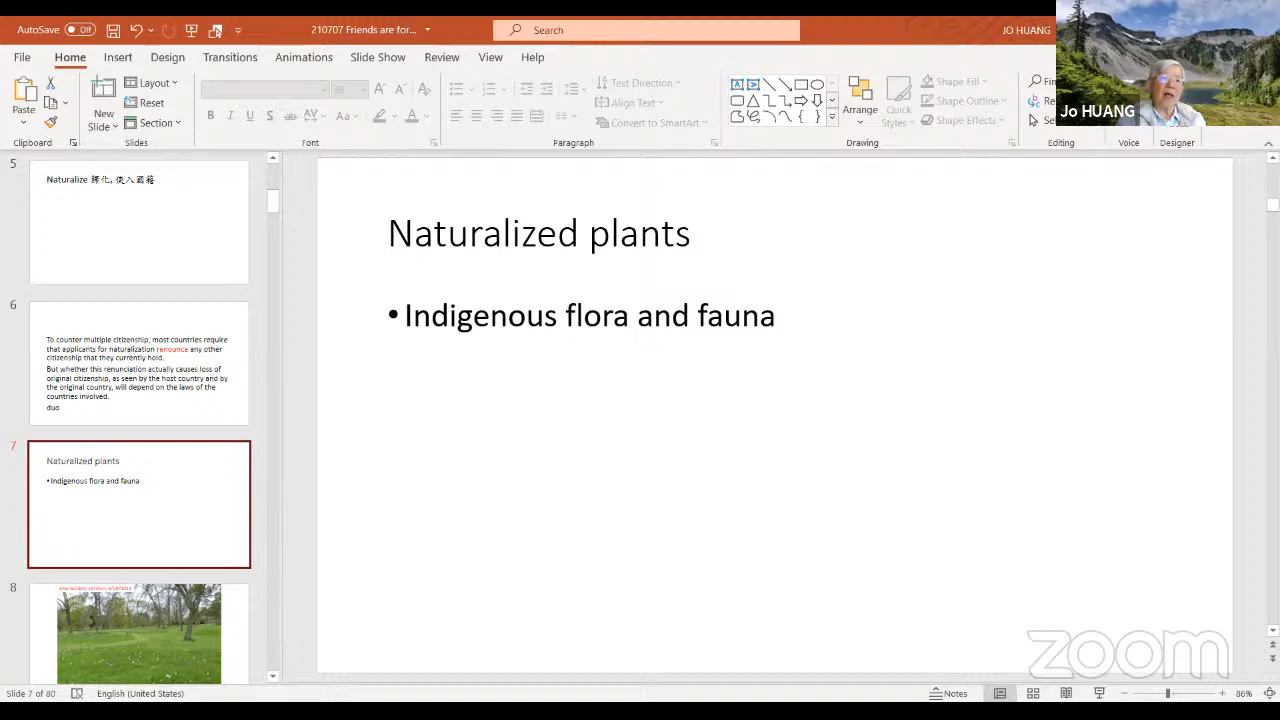 AutoSave
Off
210707 Friends are for...
Search
JO HUANG
File
Home
Insert
Design
Transitions
Animations
Slide Show
Review
View
Help
Paste
New
Slide
Layout
Reset
Section
Text Direction
Align Text
Convert to SmartArt
Arrange
Quick
Styles
Shape Fill
Shape Outline
Shape Effects
Jo HUANG
Clipboard
Slides
Font
Paragraph
Drawing
Editing
Voice
Designer
5
Naturalize 歸化, 使入國籍
6
To counter multiple citizenship, most countries require
that applicants for naturalization renounce any other
citizenship that they currently hold.
But whether this renunciation actually causes loss of
original citizenship, as seen by the host country and by
the original country, will depend on the laws of the
countries involved.
duo
7
Naturalized plants
• Indigenous flora and fauna
8
Naturalized plants
• Indigenous flora and fauna
zoom
Slide 7 of 80
English (United States)
Notes
86%